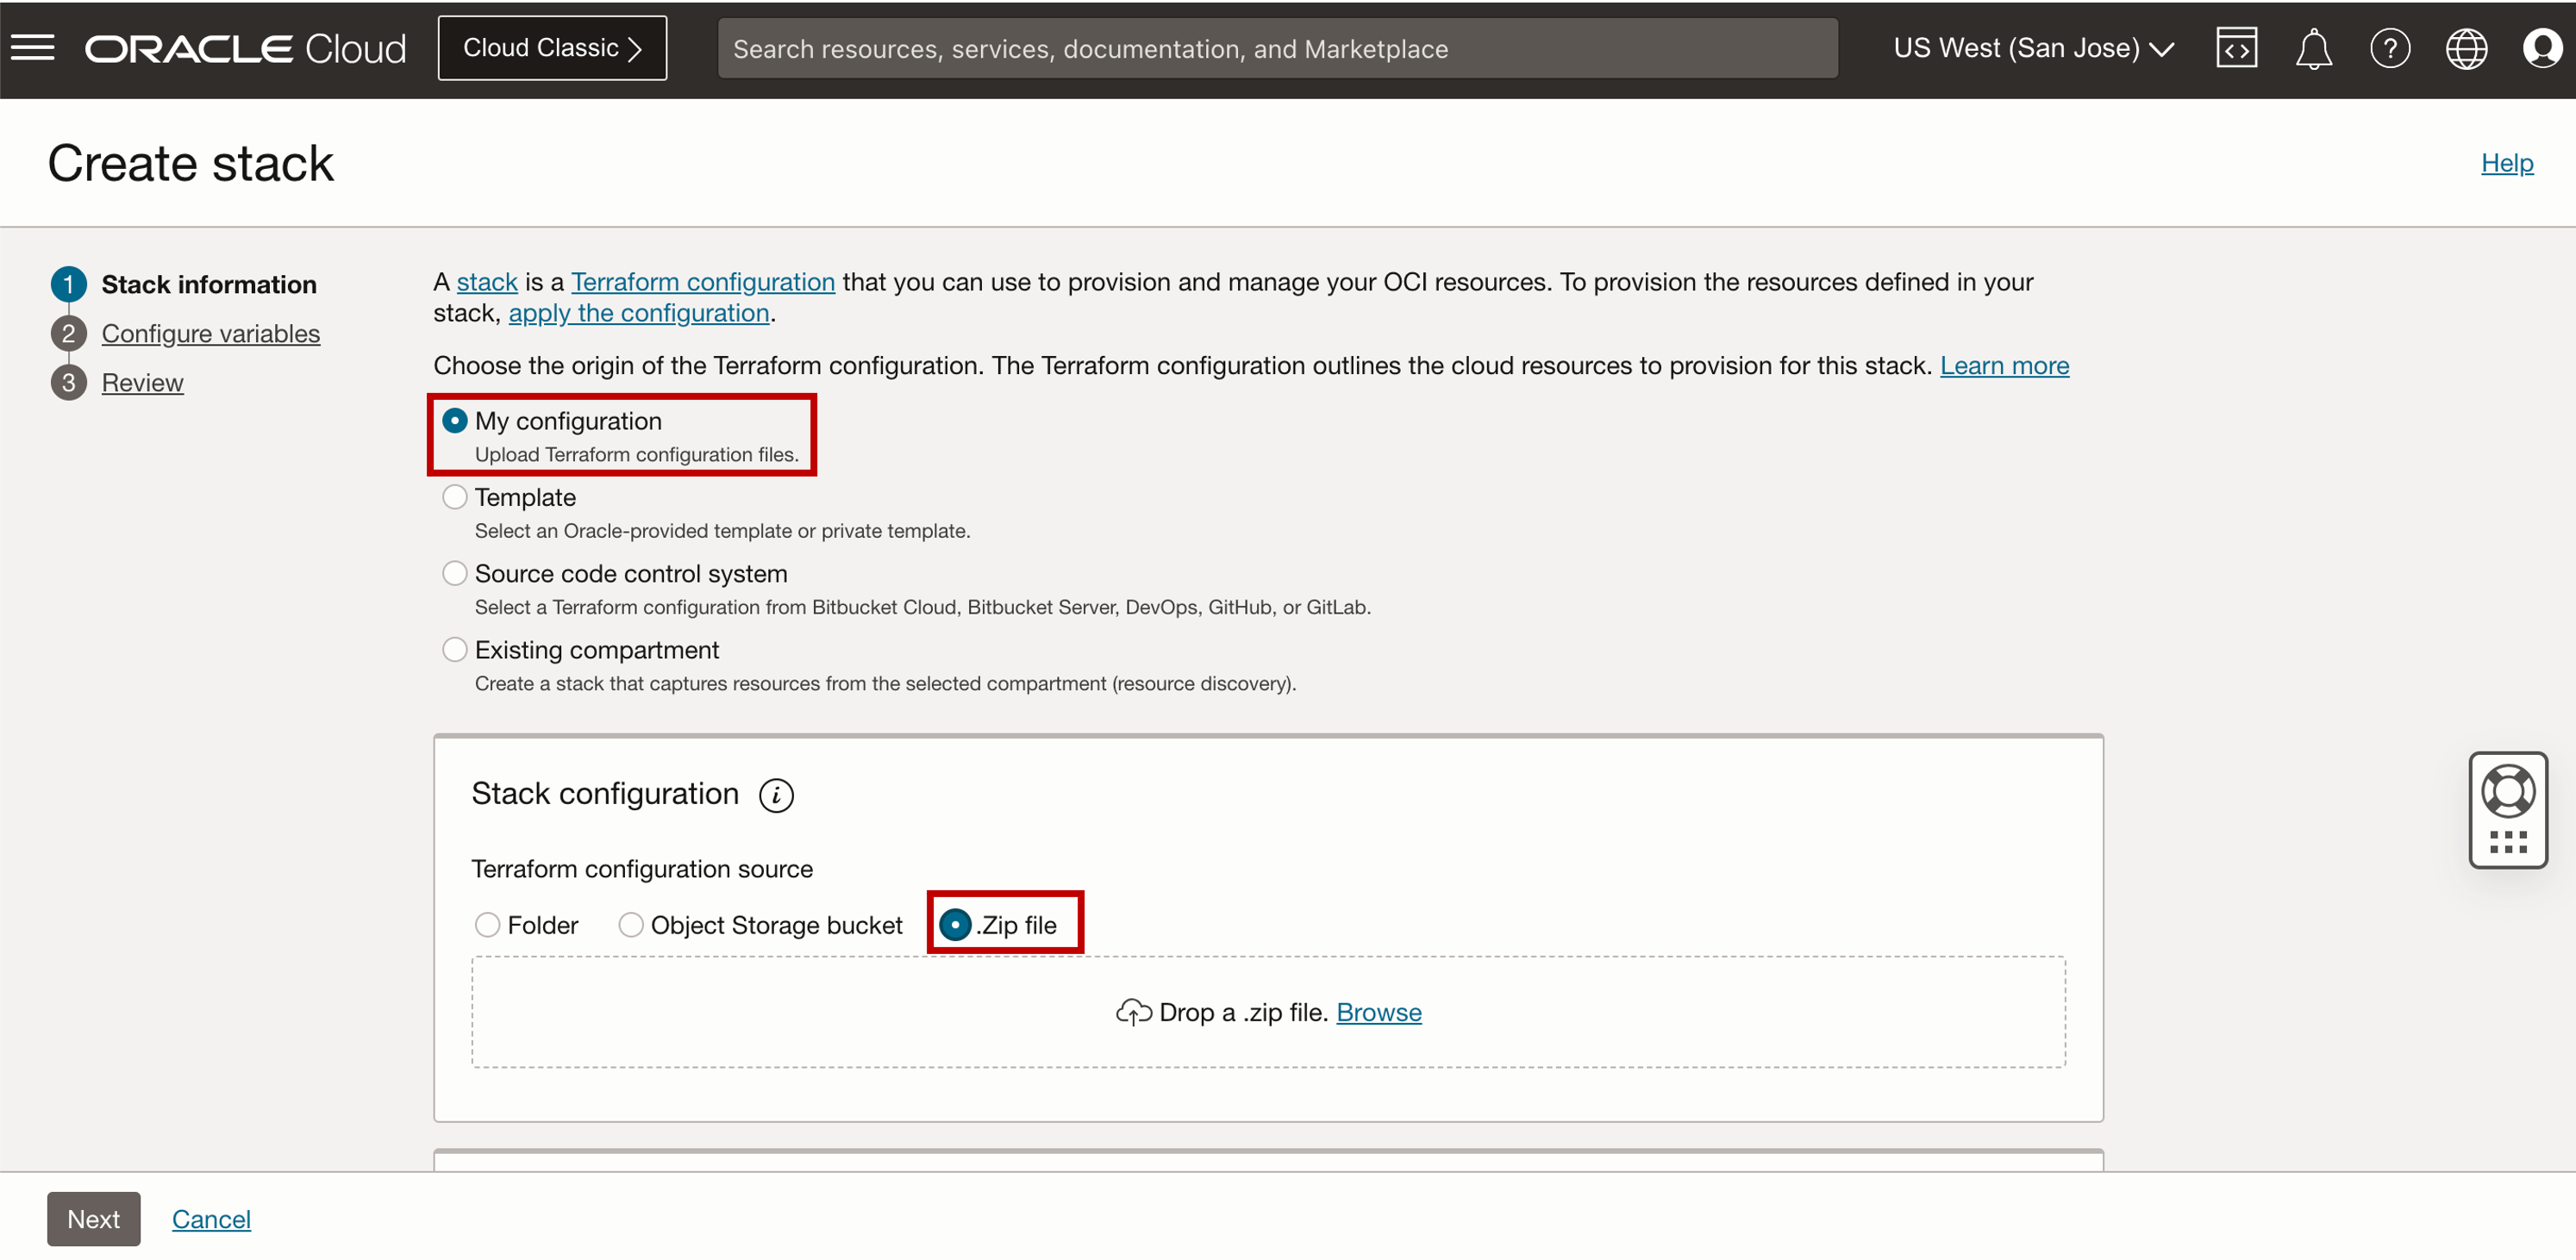 ORACLE Cloud
Cloud Classic
Search resources, services, documentation, and Marketplace
US West (San Jose)
Create stack
Help
1 Stack information
2 Configure variables
3 Review
A stack is a Terraform configuration that you can use to provision and manage your OCI resources. To provision the resources defined in your
stack, apply the configuration.
Choose the origin of the Terraform configuration. The Terraform configuration outlines the cloud resources to provision for this stack. Learn more
My configuration
Upload Terraform configuration files.
Template
Select an Oracle-provided template or private template.
Source code control system
Select a Terraform configuration from Bitbucket Cloud, Bitbucket Server, DevOps, GitHub, or GitLab.
Existing compartment
Create a stack that captures resources from the selected compartment (resource discovery).
Stack configuration i
Terraform configuration source
Folder Object Storage bucket .Zip file
Drop a .zip file. Browse
Next Cancel